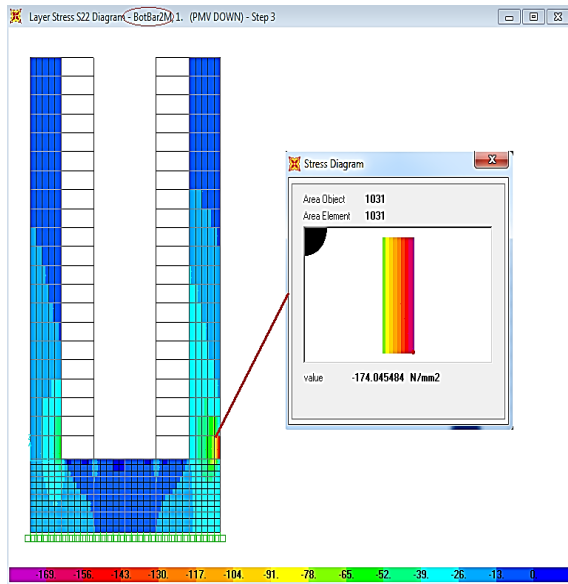 Layer Stress S22 Diagram - BotBar2M, 1. (PMV DOWN) - Step 3
Stress Diagram
Area Object 1031
Area Element 1031
value -174.045484 N/mm2
-169. -156. -143. -130. -117. -104. -91. -78. -65. -52. -39. -26. -13. 0.